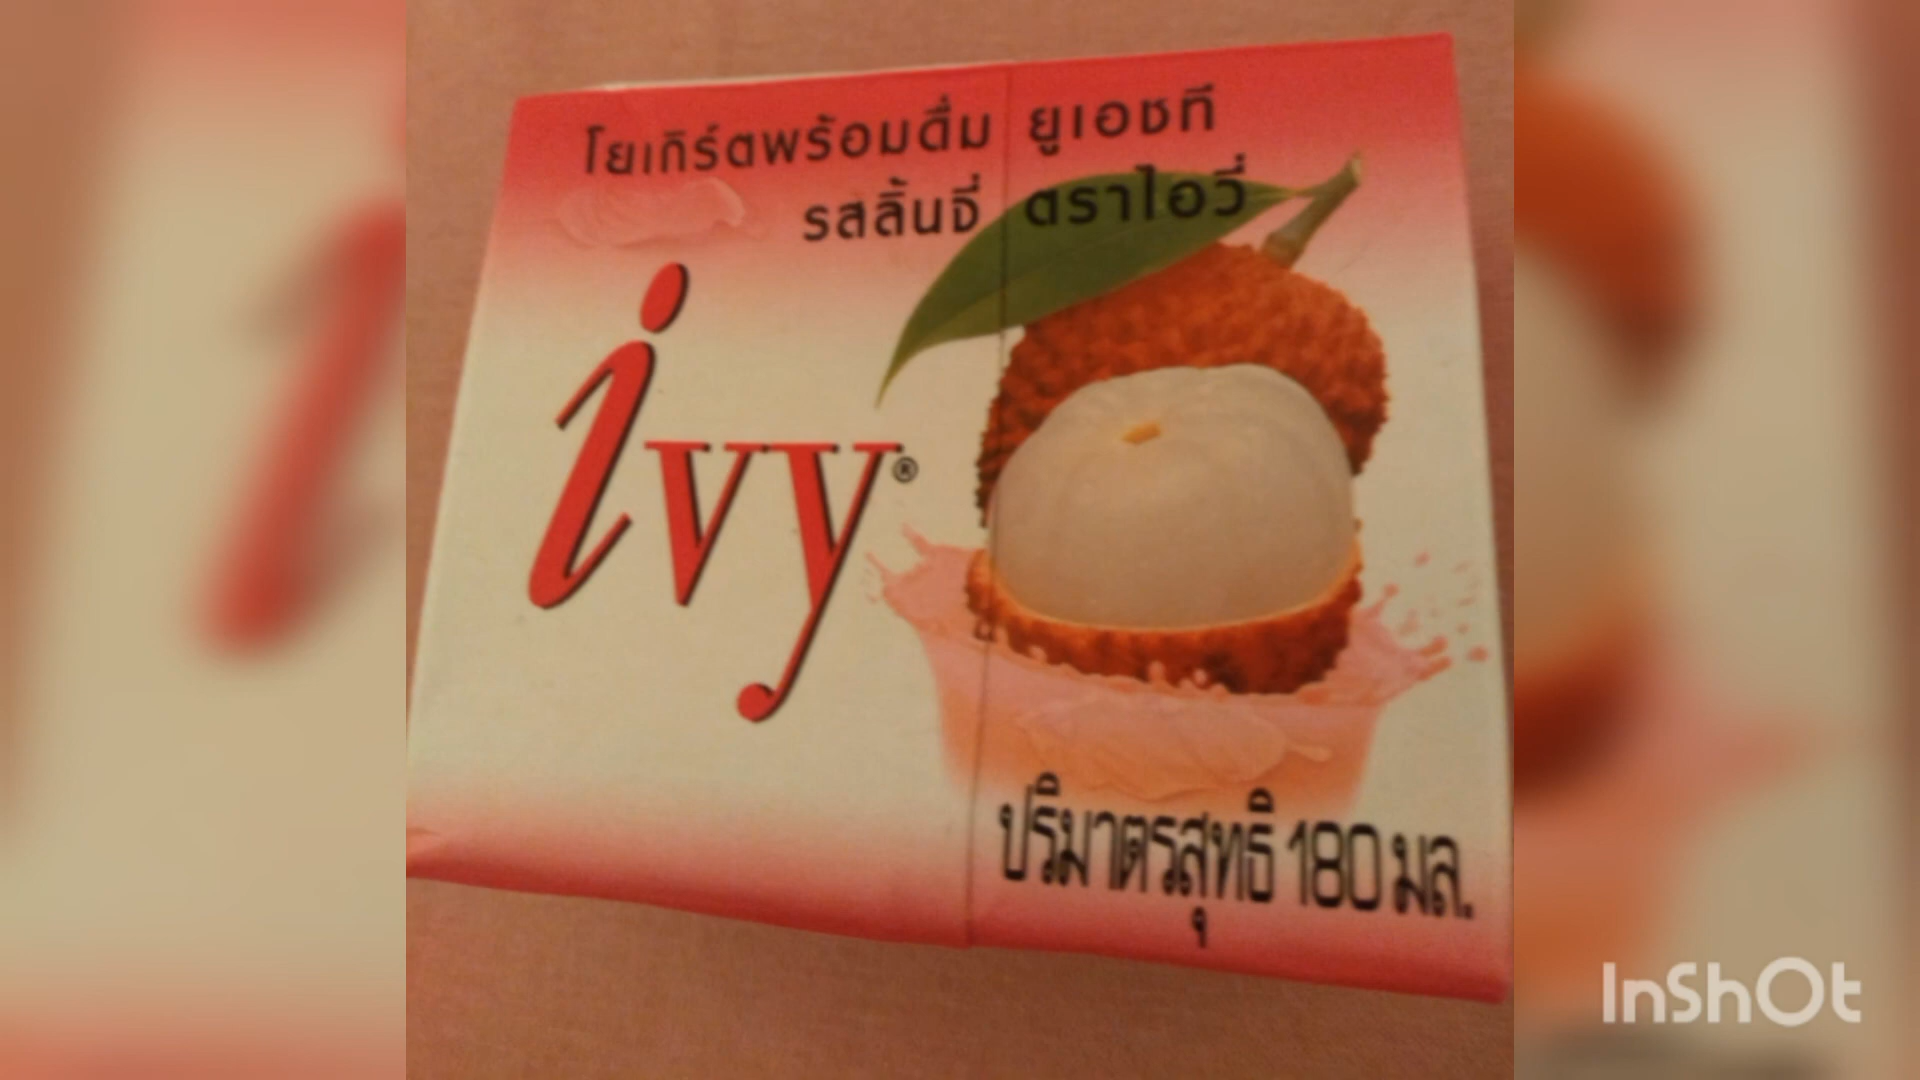 โยเกิร์ตพร้อมดื่ม ยูเอชที
รสลิ้นจี่ ตราไอวี่
ivy®
ปริมาตรสุทธิ 180 มล.
InShOt